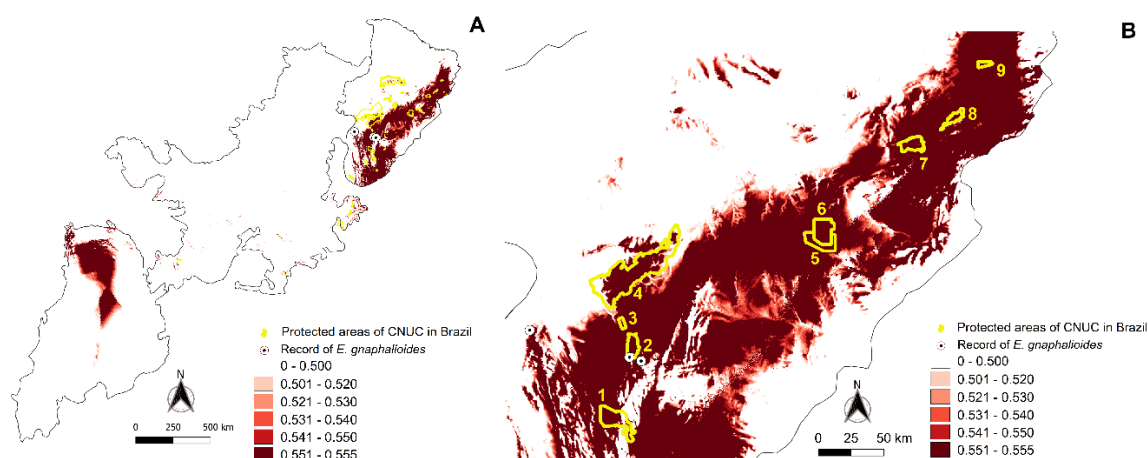 A
Protected areas of CNUC in Brazil
Record of E. gnaphalioides
0 - 0.500
0.501 - 0.520
0.521 - 0.530
0.531 - 0.540
0.541 - 0.550
0.551 - 0.555
N
0 250 500 km
B
9
8
7
6
5
4
3
2
1
Protected areas of CNUC in Brazil
Record of E. gnaphalioides
0 - 0.500
0.501 - 0.520
0.521 - 0.530
0.531 - 0.540
0.541 - 0.550
0.551 - 0.555
N
0 25 50 km